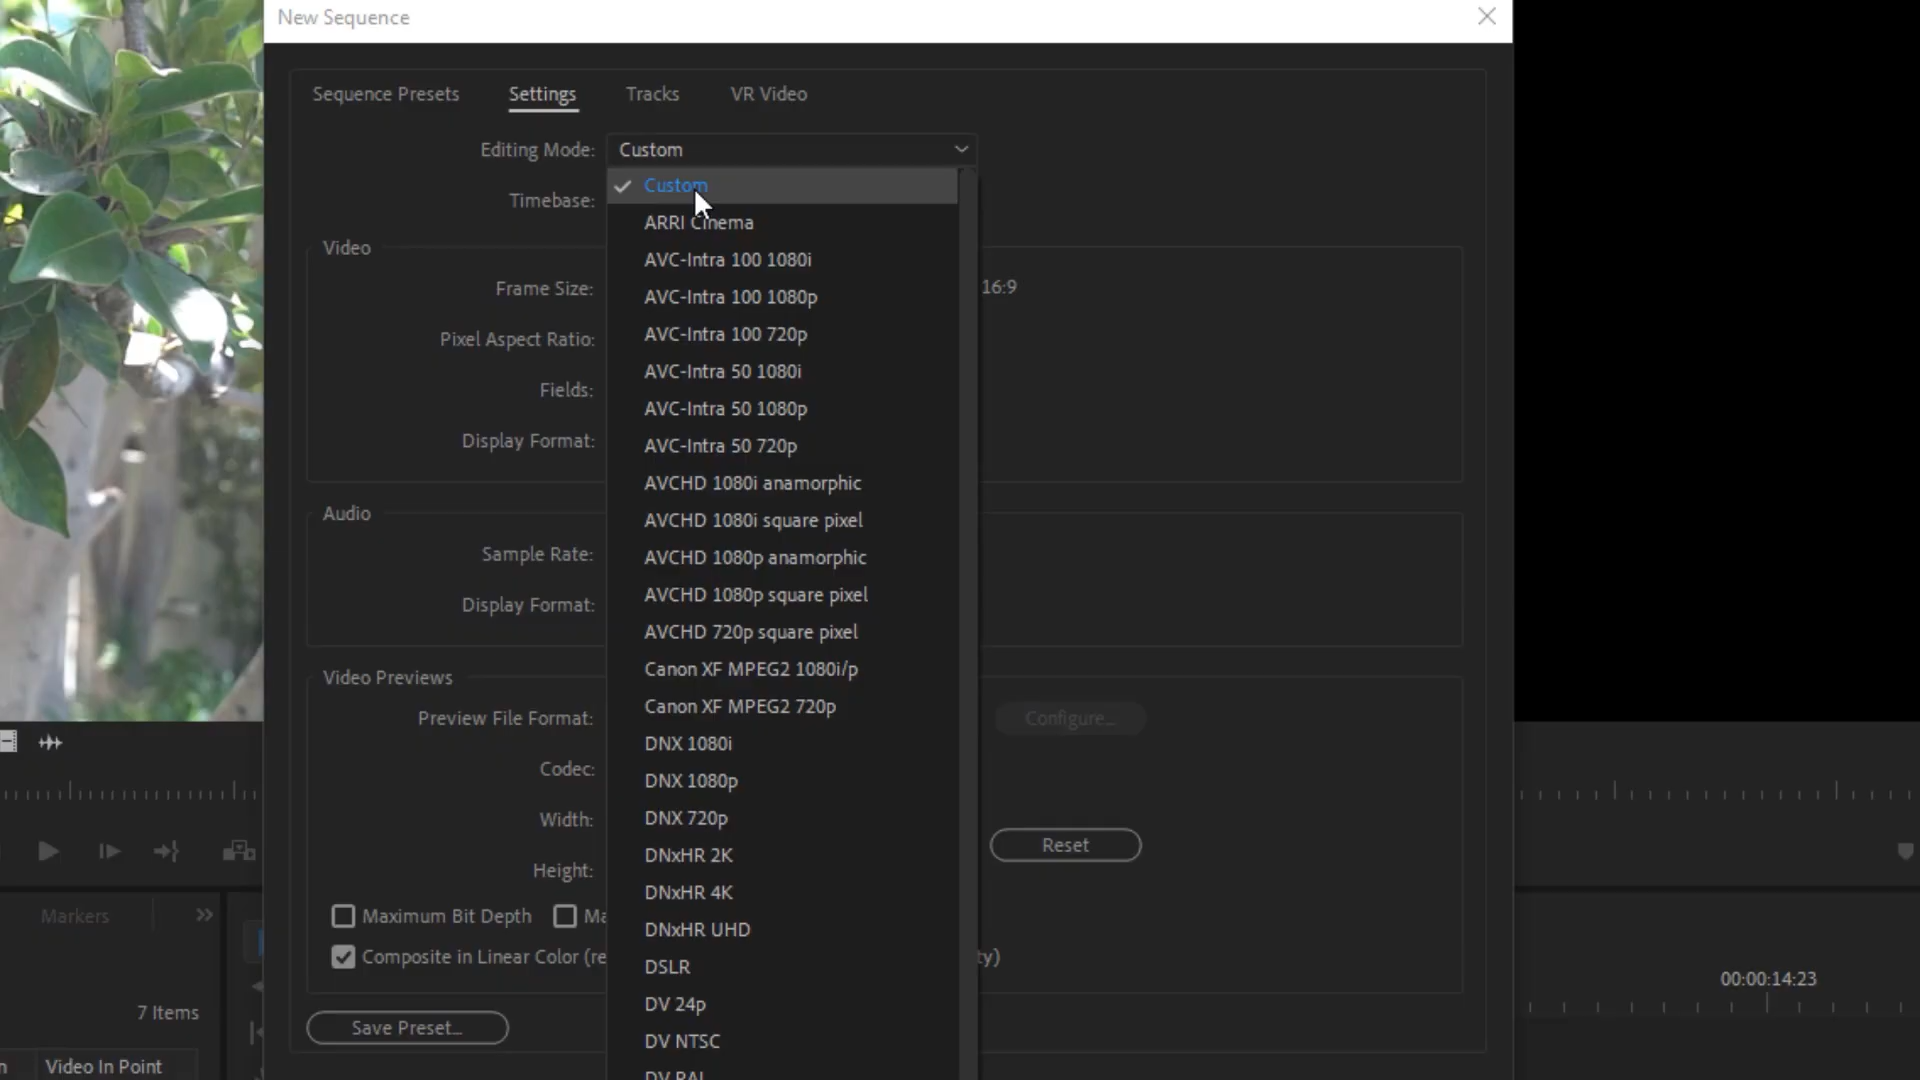 New Sequence
Sequence Presets Settings Tracks VR Video
Editing Mode: Custom
Custom
Timebase:
ARRI Cinema
Video
AVC-Intra 100 1080i
Frame Size: 16:9
AVC-Intra 100 1080p
Pixel Aspect Ratio:
AVC-Intra 100 720p
AVC-Intra 50 1080i
Fields:
AVC-Intra 50 1080p
Display Format:
AVC-Intra 50 720p
AVCHD 1080i anamorphic
Audio
AVCHD 1080i square pixel
Sample Rate:
AVCHD 1080p anamorphic
Display Format:
AVCHD 1080p square pixel
AVCHD 720p square pixel
Video Previews
Canon XF MPEG2 1080i/p
Preview File Format: Configure...
Canon XF MPEG2 720p
DNX 1080i
Codec:
DNX 1080p
Width:
DNX 720p
Reset
DNxHR 2K
Height:
DNxHR 4K
Markers
Maximum Bit Depth Ma
DNxHR UHD
Composite in Linear Color (re ty)
DSLR
00:00:14:23
DV 24p
7 Items
Save Preset...
DV NTSC
n Video In Point
DV PAL